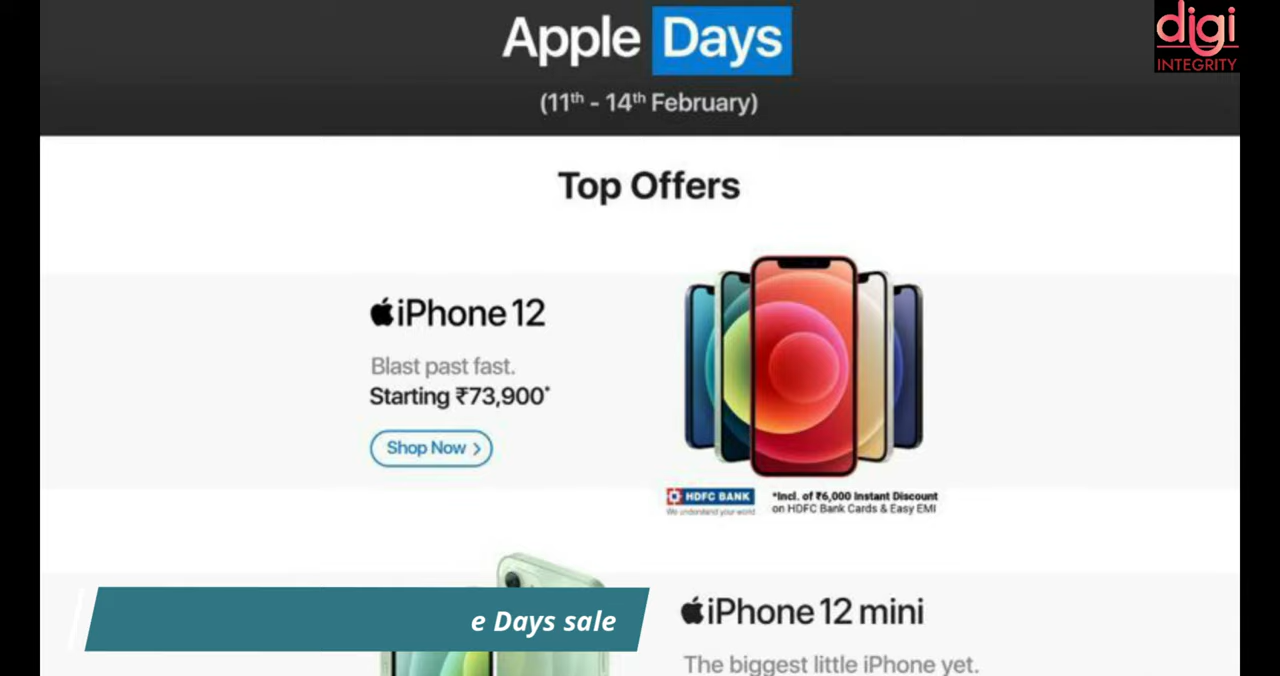 digi
INTEGRITY
Apple Days
(11th - 14th February)
Top Offers
iPhone 12
Blast past fast.
Starting ₹73,900*
Shop Now >
HDFC BANK
We understand your world
*Incl. of ₹6,000 Instant Discount
on HDFC Bank Cards & Easy EMI
e Days sale
iPhone 12 mini
The biggest little iPhone yet.